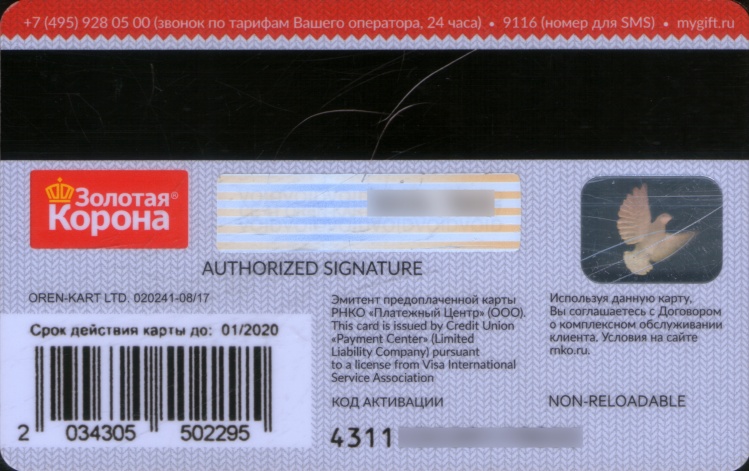 +7 (495) 928 05 00 (звонок по тарифам Вашего оператора, 24 часа) • 9116 (номер для SMS) • mygift.ru
Золотая®
Корона
AUTHORIZED SIGNATURE
OREN-KART LTD. 020241-08/17
Срок действия карты до: 01/2020
2 034305 502295
Эмитент предоплаченной карты
РНКО «Платежный Центр» (ООО).
This card is issued by Credit Union
«Payment Center» (Limited
Liability Company) pursuant
to a license from Visa International
Service Association
КОД АКТИВАЦИИ
4311
Используя данную карту,
Вы соглашаетесь с Договором
о комплексном обслуживании
клиента. Условия на сайте
rnko.ru.
NON-RELOADABLE